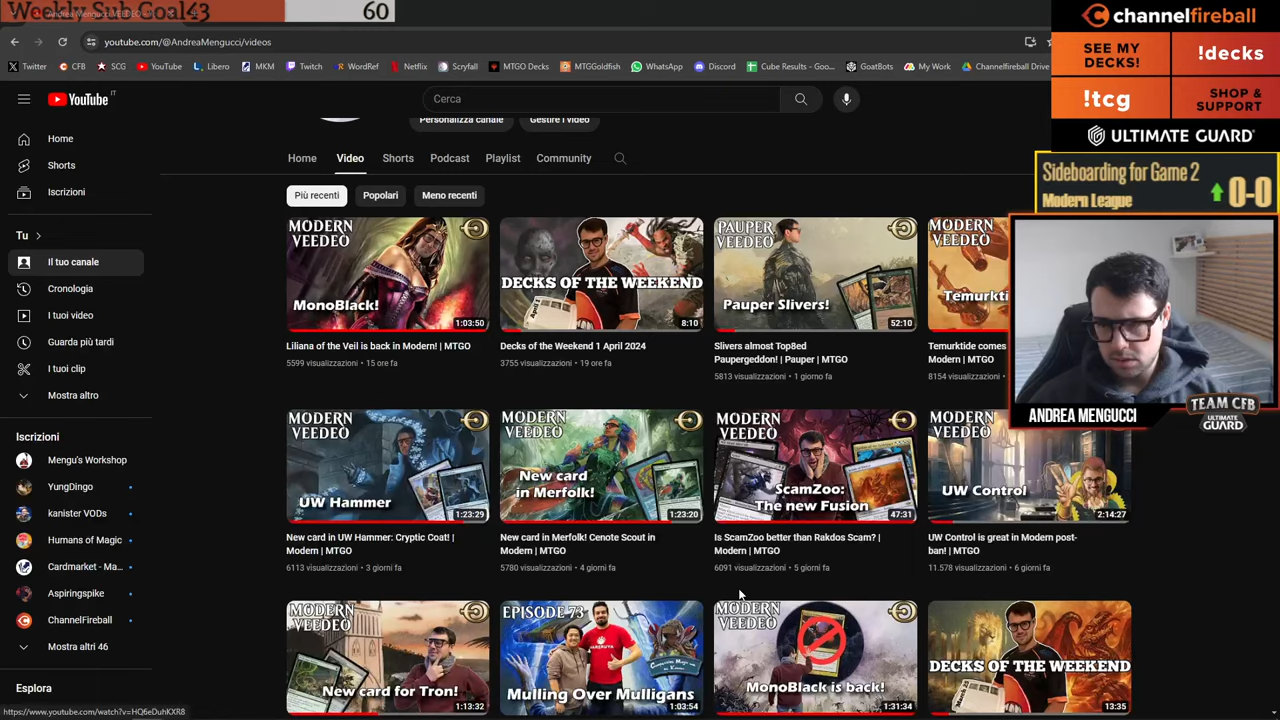 Weekly Sub Goal 43
60
youtube.com/@AndreaMengucci/videos
Twitter
CFB
SCG
YouTube
Libero
MKM
Twitch
WordRef
Netflix
Scryfall
MTGO Decks
MTGGoldfish
WhatsApp
Discord
Cube Results - Goo...
GoatBots
My Work
Channelfireball Drive
YouTube IT
Cerca
Personalizza canale
Gestire i video
Home
Shorts
Iscrizioni
Tu
Il tuo canale
Cronologia
I tuoi video
Guarda più tardi
I tuoi clip
Mostra altro
Iscrizioni
Mengu's Workshop
YungDingo
kanister VODs
Humans of Magic
Cardmarket - Ma...
Aspiringspike
ChannelFireball
Mostra altri 46
Esplora
https://www.youtube.com/watch?v=HQ6eDuhKXR8
Home
Video
Shorts
Podcast
Playlist
Community
Più recenti
Popolari
Meno recenti
MODERN
VEEDEO
MonoBlack!
1:03:50
Liliana of the Veil is back in Modern! | MTGO
5599 visualizzazioni • 15 ore fa
DECKS OF THE WEEKEND
8:10
Decks of the Weekend 1 April 2024
3755 visualizzazioni • 19 ore fa
PAUPER
VEEDEO
Pauper Slivers!
52:10
Slivers almost Top8ed
Paupergeddon! | Pauper | MTGO
5813 visualizzazioni • 1 giorno fa
MODERN
VEEDEO
Temurkti
Temurktide comes
Modern | MTGO
8154 visualizzazioni
MODERN
VEEDEO
UW Hammer
1:23:29
New card in UW Hammer: Cryptic Coat! |
Modern | MTGO
6113 visualizzazioni • 3 giorni fa
MODERN
VEEDEO
New card
in Merfolk!
1:23:20
New card in Merfolk! Cenote Scout in
Modern | MTGO
5780 visualizzazioni • 4 giorni fa
MODERN
VEEDEO
ScamZoo:
The new Fusion
47:31
Is ScamZoo better than Rakdos Scam? |
Modern | MTGO
6091 visualizzazioni • 5 giorni fa
MODERN
VEEDEO
UW Control
2:14:27
UW Control is great in Modern post-
ban! | MTGO
11.578 visualizzazioni • 6 giorni fa
MODERN
VEEDEO
New card for Tron!
1:13:32
EPISODE 73
Mulling Over Mulligans
1:03:54
MODERN
VEEDEO
MonoBlack is back!
1:31:34
DECKS OF THE WEEKEND
13:35
channelfireball
SEE MY
DECKS!
!decks
!tcg
SHOP &
SUPPORT
ULTIMATE GUARD
Sideboarding for Game 2
Modern League
0-0
ANDREA MENGUCCI
TEAM CFB
ULTIMATE
GUARD